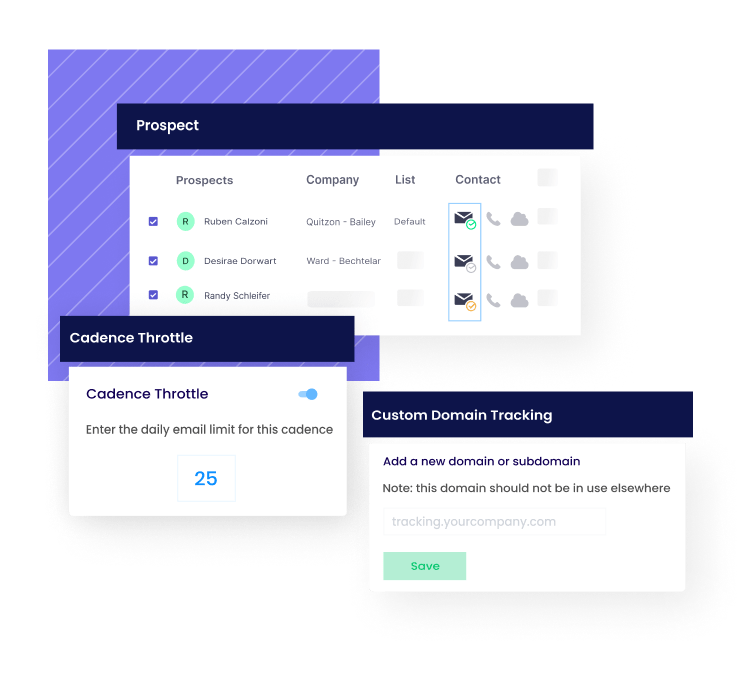 Prospect
Prospects Company List Contact
R Ruben Calzoni Quitzon - Bailey Default
D Desirae Dorwart Ward - Bechtelar
R Randy Schleifer
Cadence Throttle
Cadence Throttle
Enter the daily email limit for this cadence
25
Custom Domain Tracking
Add a new domain or subdomain
Note: this domain should not be in use elsewhere
tracking.yourcompany.com
Save